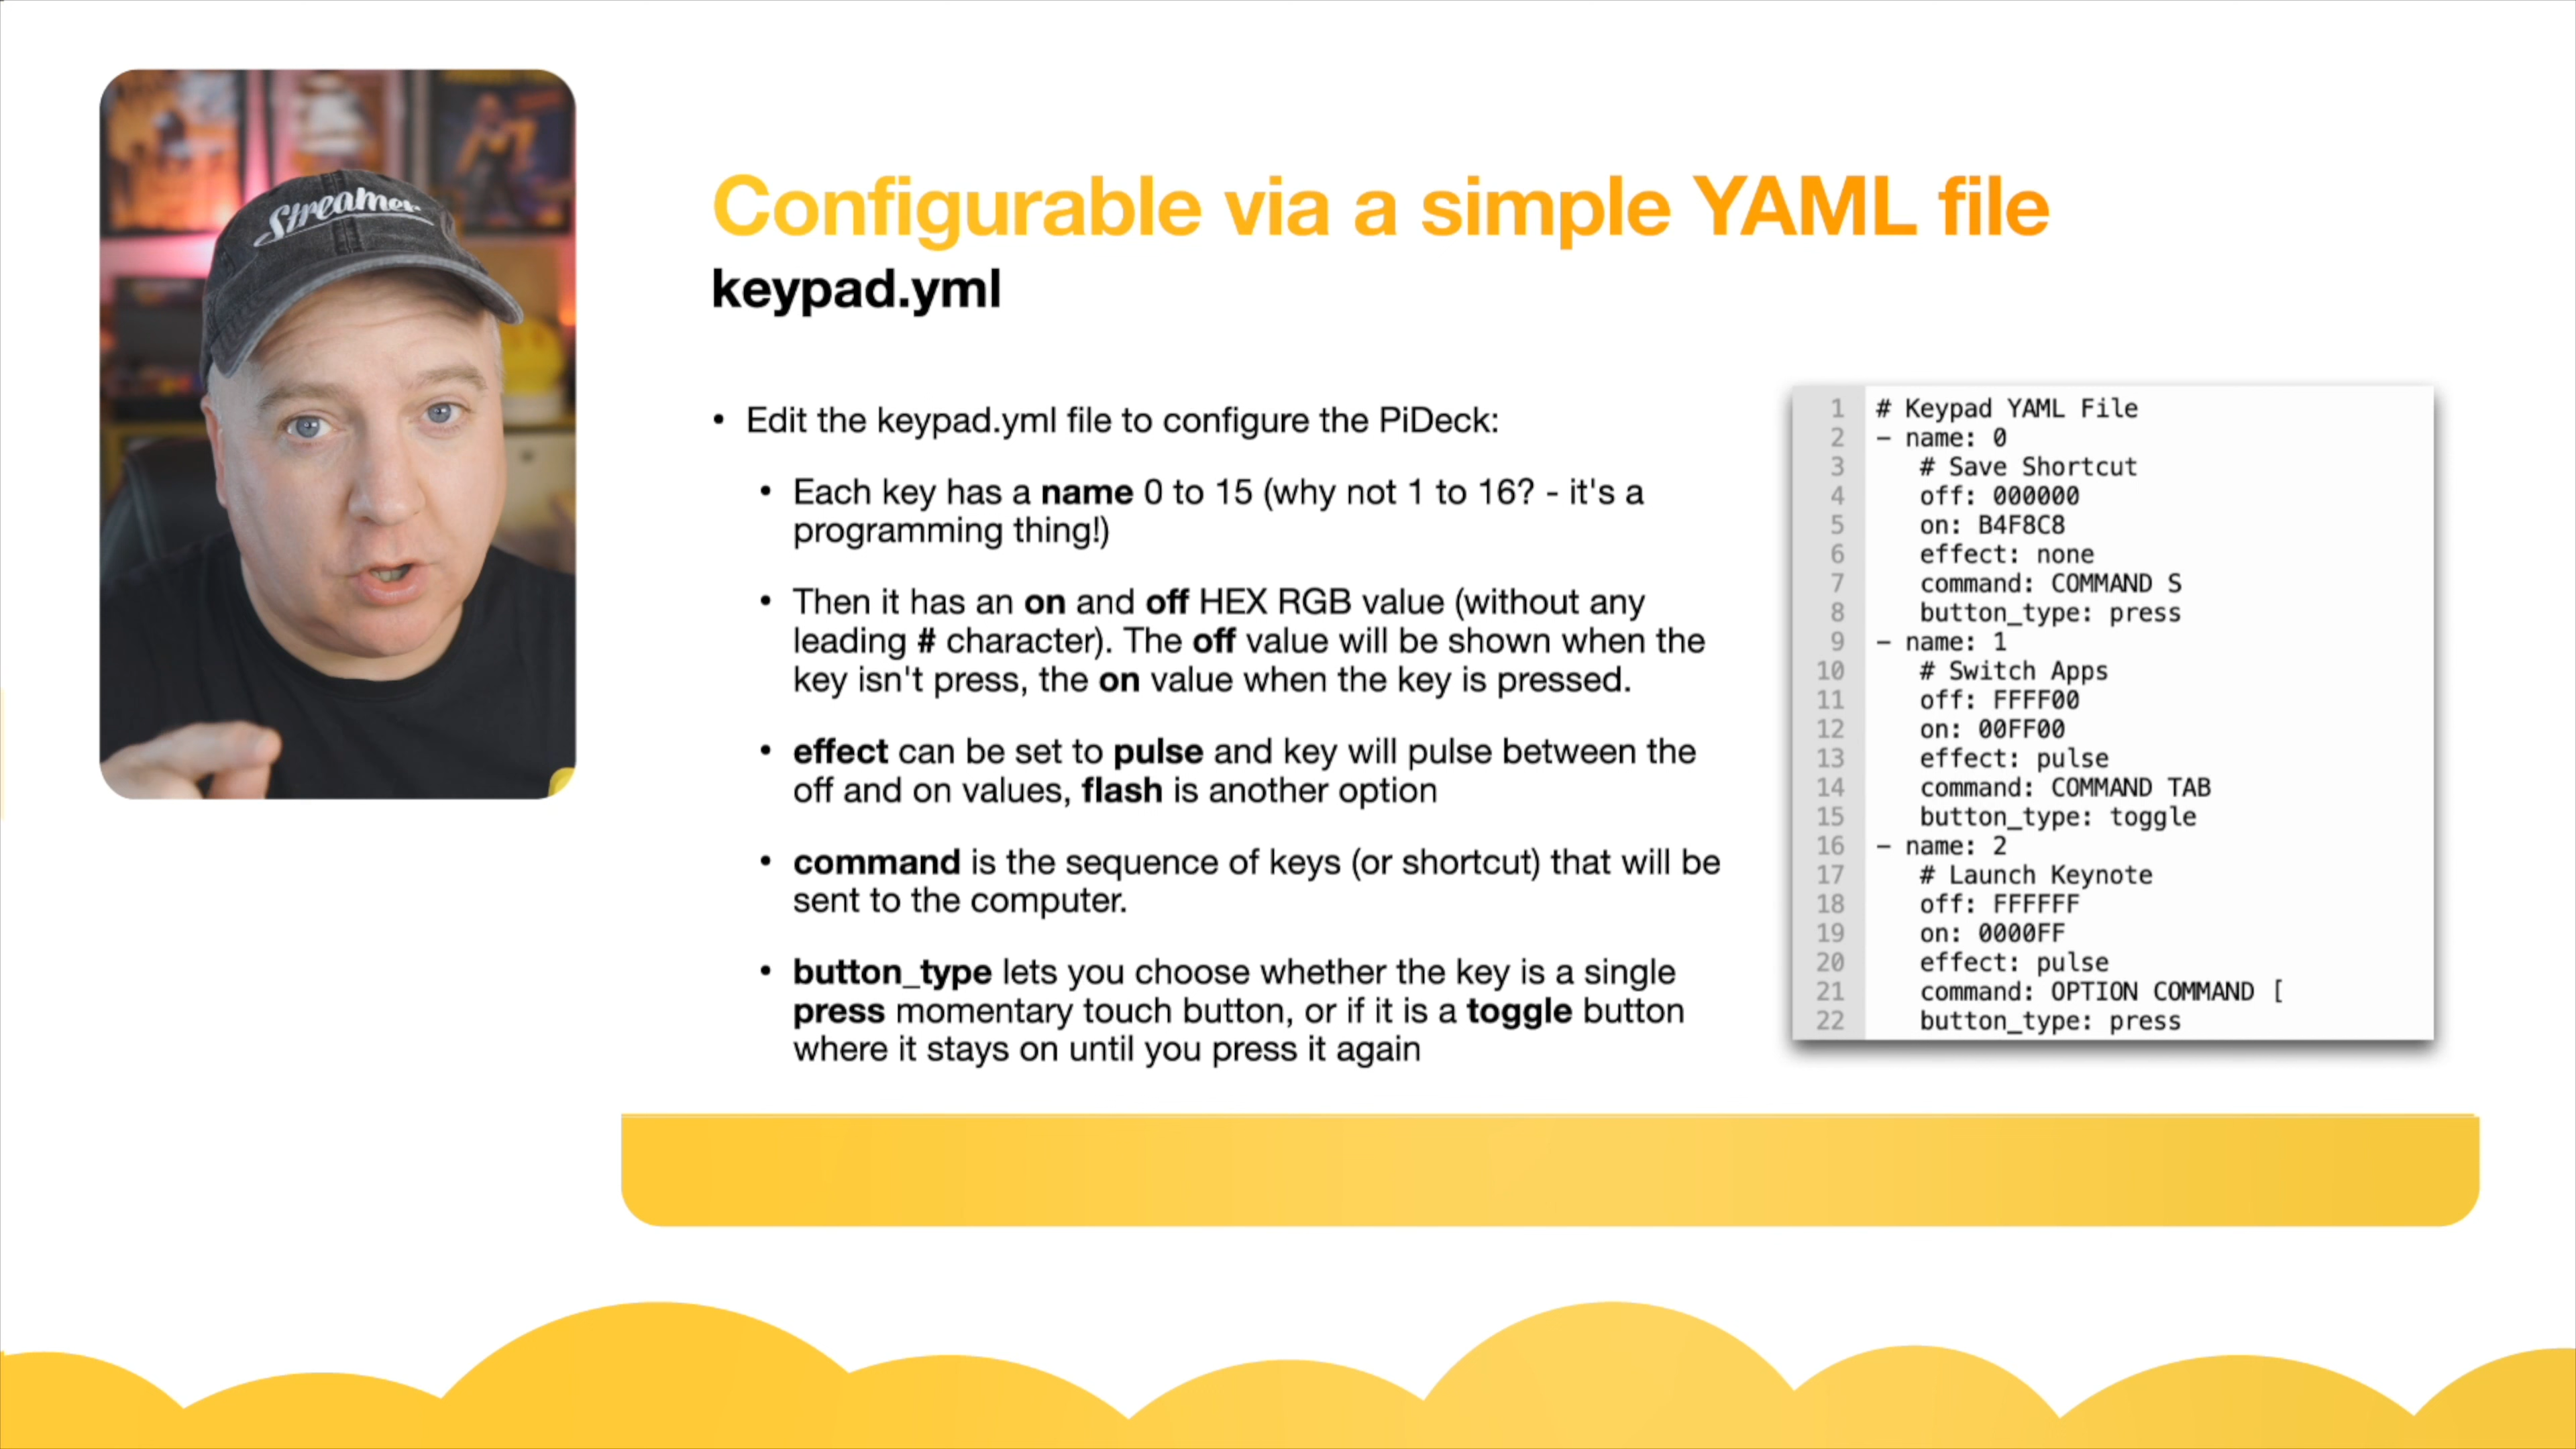 Streamer
Configurable via a simple YAML file
keypad.yml
• Edit the keypad.yml file to configure the PiDeck:
• Each key has a name 0 to 15 (why not 1 to 16? - it's a
programming thing!)
• Then it has an on and off HEX RGB value (without any
leading # character). The off value will be shown when the
key isn't press, the on value when the key is pressed.
• effect can be set to pulse and key will pulse between the
off and on values, flash is another option
• command is the sequence of keys (or shortcut) that will be
sent to the computer.
• button_type lets you choose whether the key is a single
press momentary touch button, or if it is a toggle button
where it stays on until you press it again
1 # Keypad YAML File
2 – name: 0
3 # Save Shortcut
4 off: 000000
5 on: B4F8C8
6 effect: none
7 command: COMMAND S
8 button_type: press
9 – name: 1
10 # Switch Apps
11 off: FFFF00
12 on: 00FF00
13 effect: pulse
14 command: COMMAND TAB
15 button_type: toggle
16 – name: 2
17 # Launch Keynote
18 off: FFFFFF
19 on: 0000FF
20 effect: pulse
21 command: OPTION COMMAND [
22 button_type: press